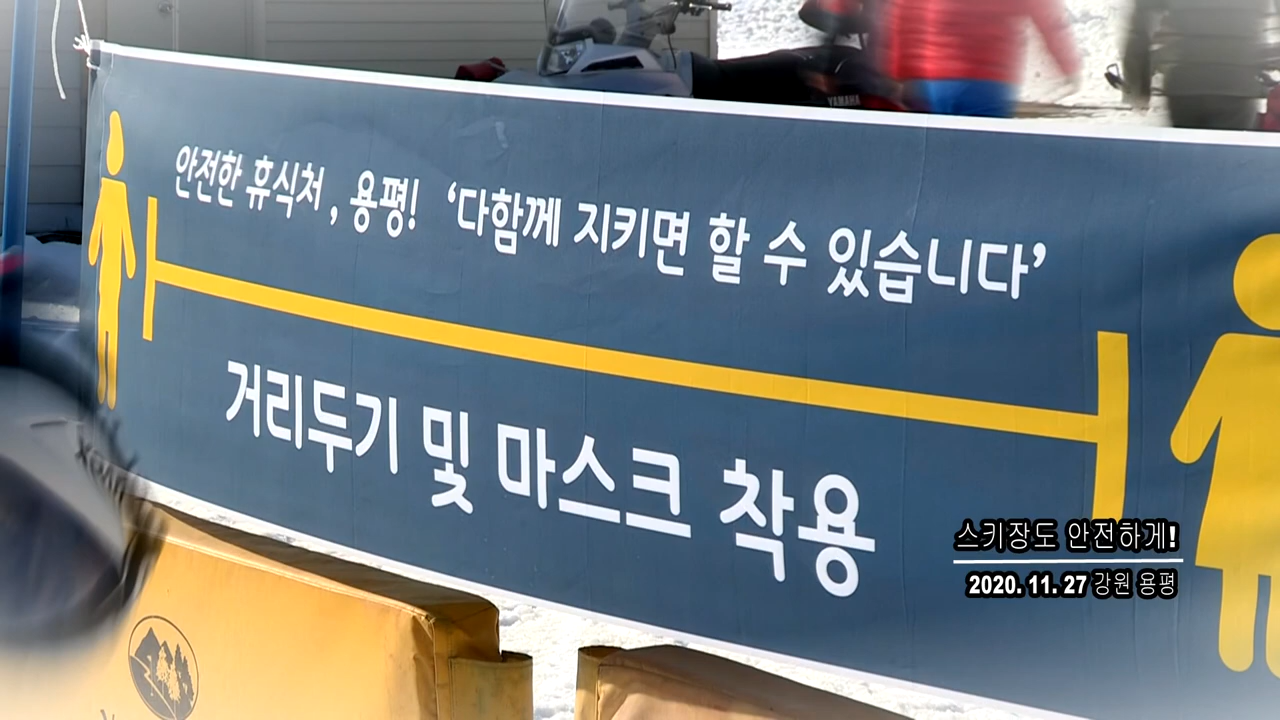 YAMAHA
안전한 휴식처, 용평! ‘다함께 지키면 할 수 있습니다’
거리두기 및 마스크 착용
스키장도 안전하게!
2020. 11. 27 강원 용평